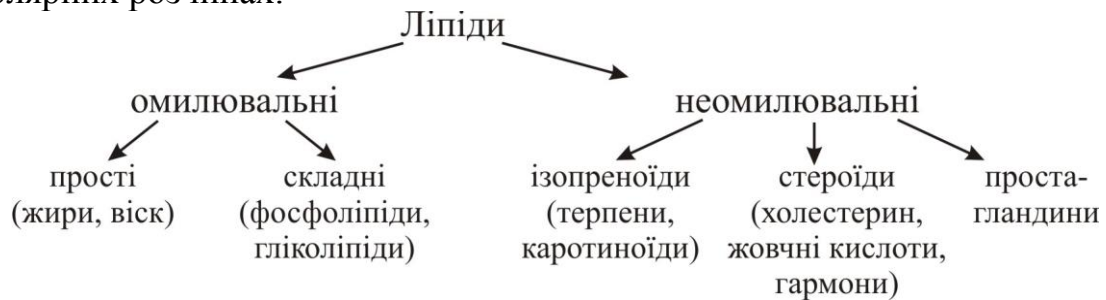 Ліпіди
омилювальні неомилювальні
прості складні ізопреноїди стероїди проста-
(жири, віск) (фосфоліпіди, (терпени, (холестерин, гландини
гліколіпіди) каротиноїди) жовчні кислоти,
гармони)